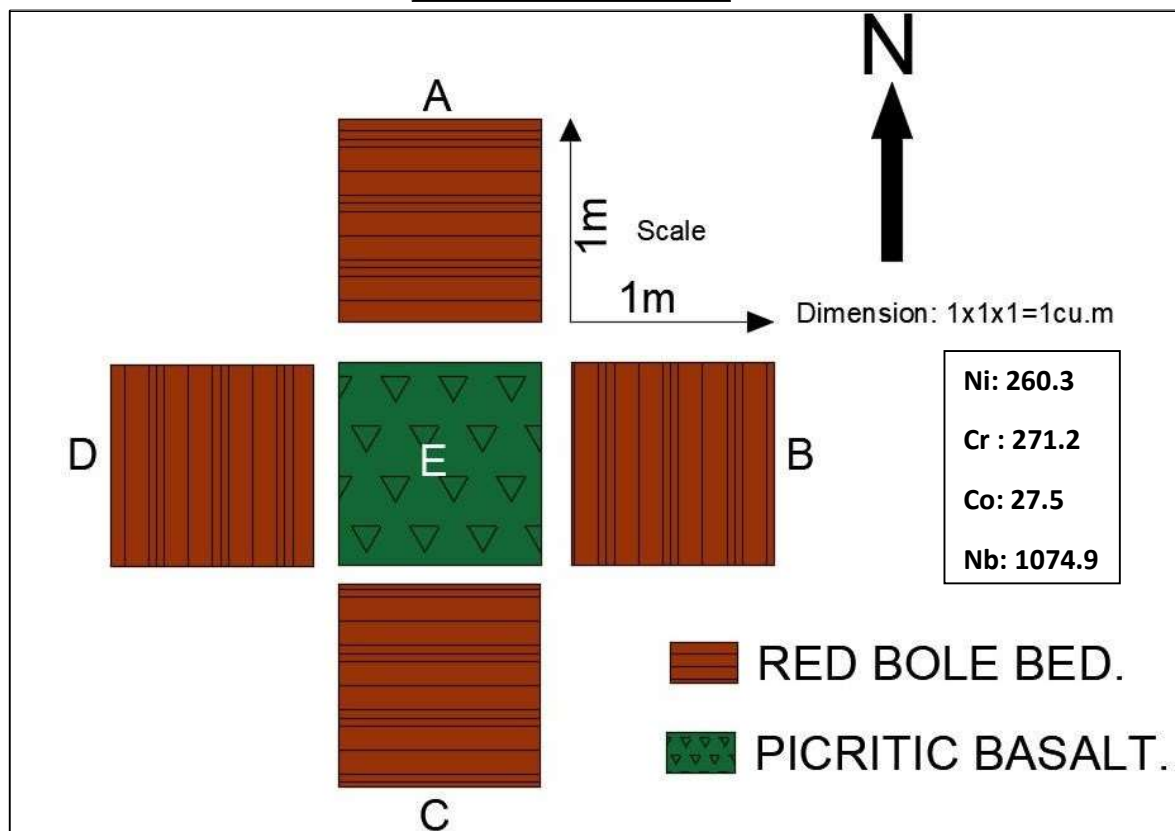 N
A
1m
Scale
1m
Dimension: 1x1x1=1cu.m
Ni: 260.3
D
E
B
Cr : 271.2
Co: 27.5
Nb: 1074.9
RED BOLE BED.
PICRITIC BASALT.
C